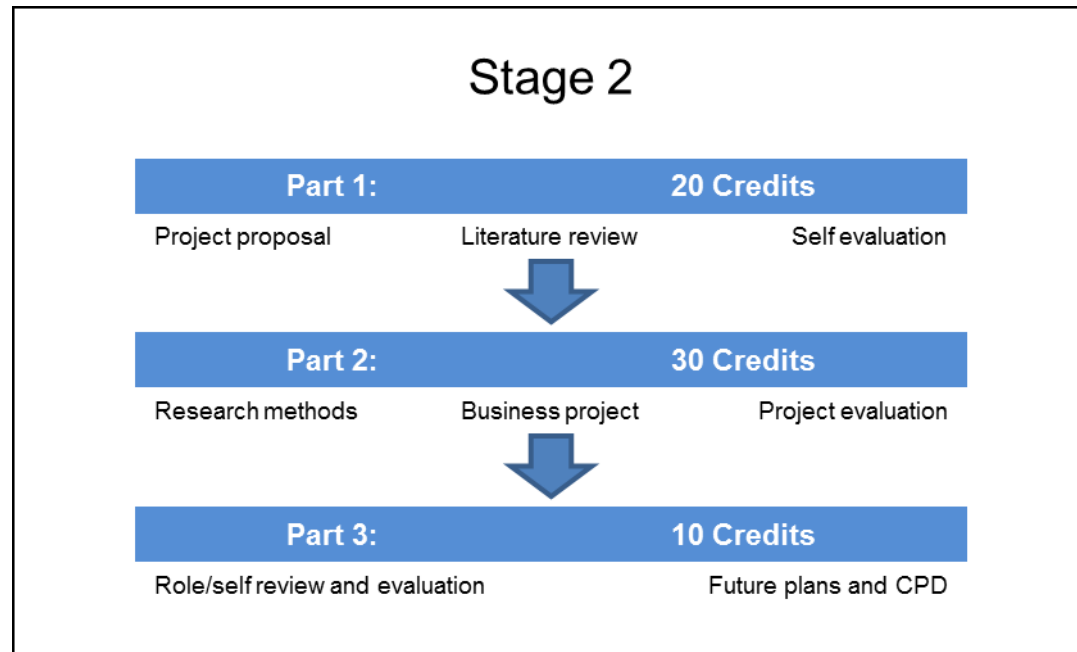 Stage 2
Part 1: 20 Credits
Project proposal Literature review Self evaluation
Part 2: 30 Credits
Research methods Business project Project evaluation
Part 3: 10 Credits
Role/self review and evaluation Future plans and CPD